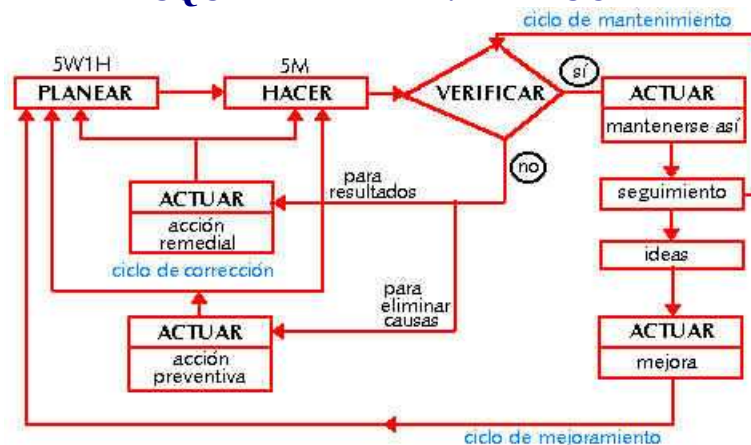 ciclo de mantenimiento
5W1H
5M
PLANEAR
HACER
VERIFICAR
sí
ACTUAR
mantenerse así
no
para
resultados
ACTUAR
acción
remedial
seguimiento
ciclo de corrección
ideas
para
eliminar
causas
ACTUAR
acción
preventiva
ACTUAR
mejora
ciclo de mejoramiento